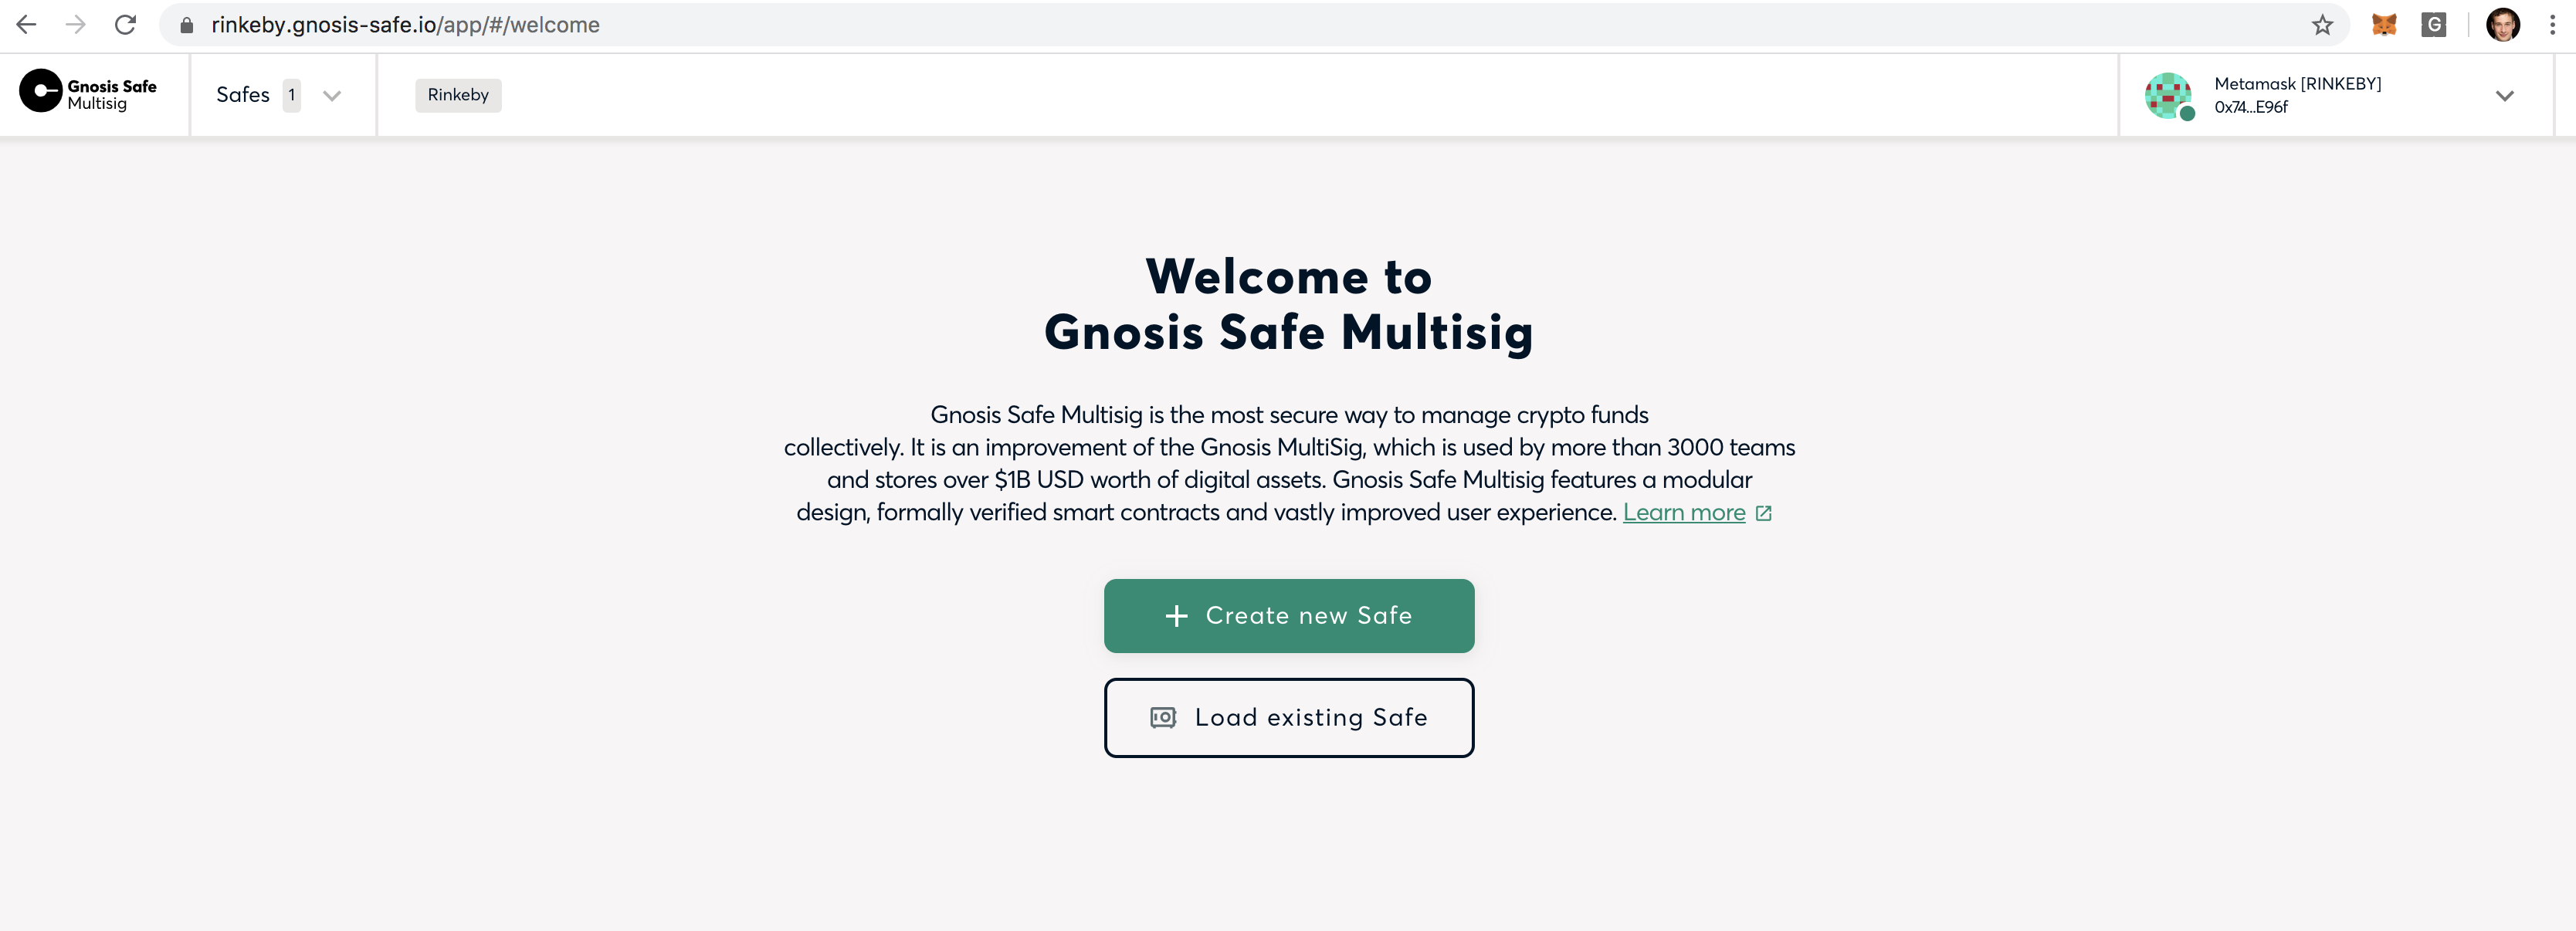 rinkeby.gnosis-safe.io/app/#/welcome
G
Gnosis Safe
Multisig
Safes 1
Rinkeby
Metamask [RINKEBY]
0x74...E96f
Welcome to
Gnosis Safe Multisig
Gnosis Safe Multisig is the most secure way to manage crypto funds
collectively. It is an improvement of the Gnosis MultiSig, which is used by more than 3000 teams
and stores over $1B USD worth of digital assets. Gnosis Safe Multisig features a modular
design, formally verified smart contracts and vastly improved user experience. Learn more
Create new Safe
Load existing Safe